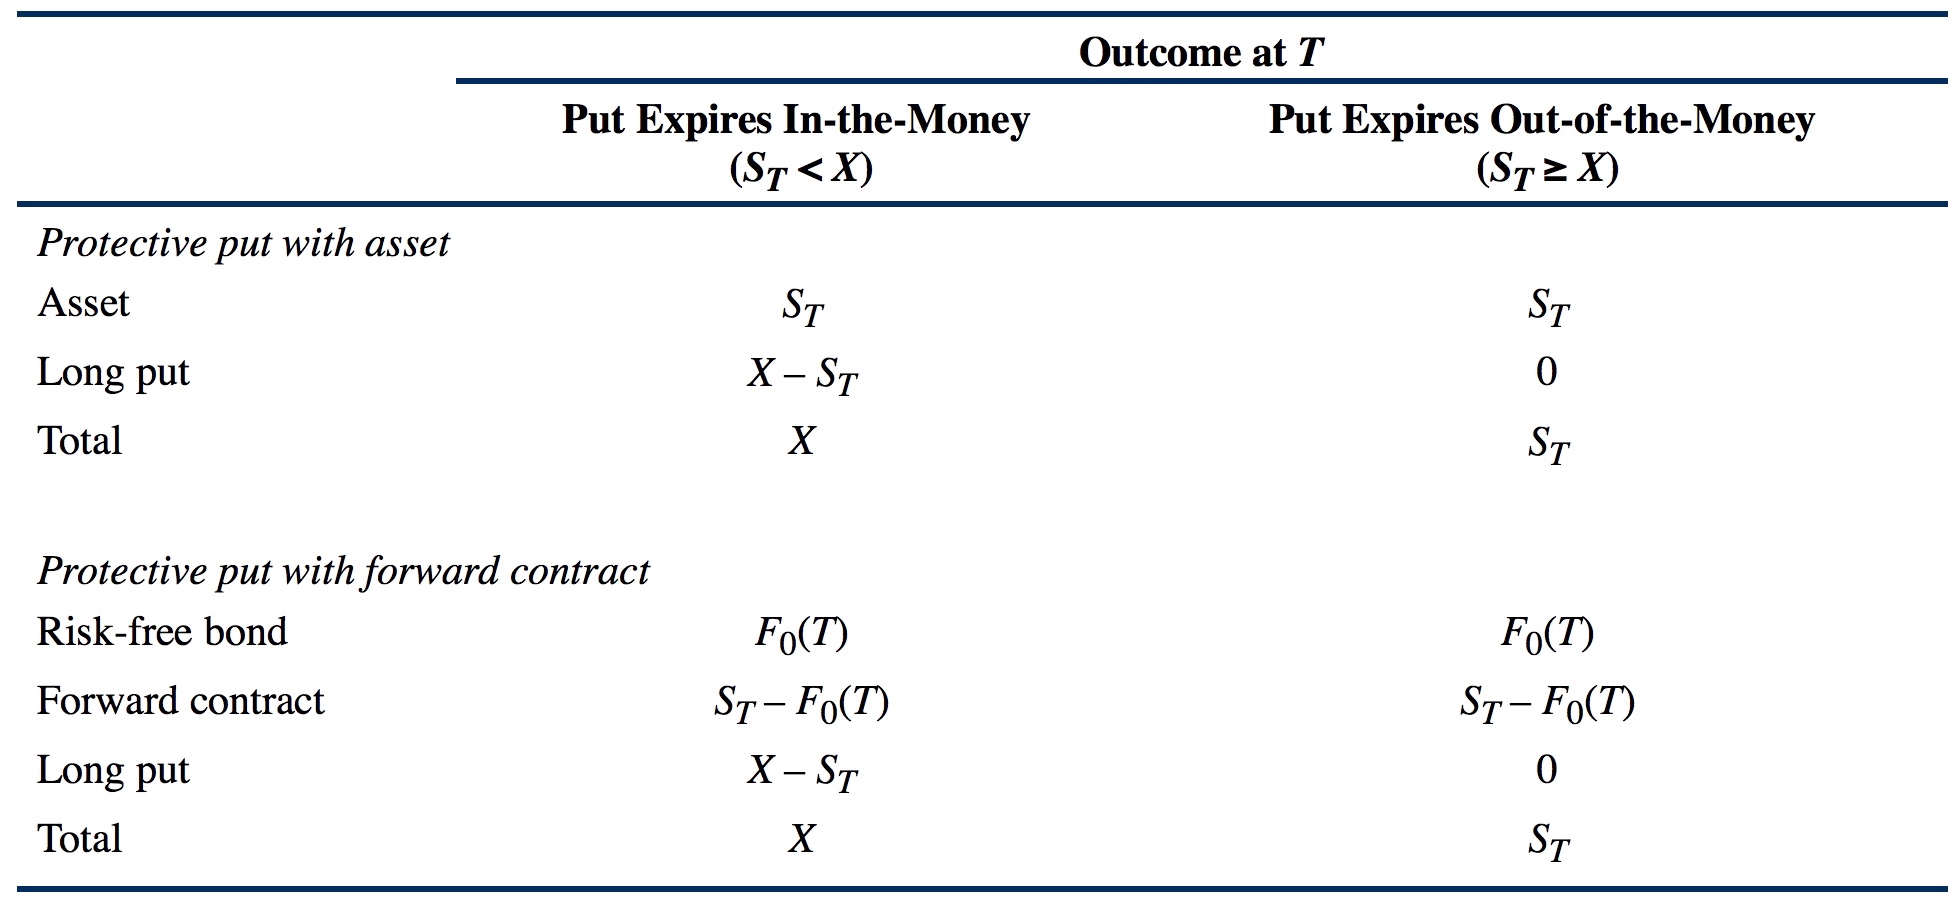 Outcome at T
Put Expires In-the-Money Put Expires Out-of-the-Money
(S_T < X) (S_T ≥ X)
Protective put with asset
Asset S_T S_T
Long put X – S_T 0
Total X S_T
Protective put with forward contract
Risk-free bond F_0(T) F_0(T)
Forward contract S_T – F_0(T) S_T – F_0(T)
Long put X – S_T 0
Total X S_T